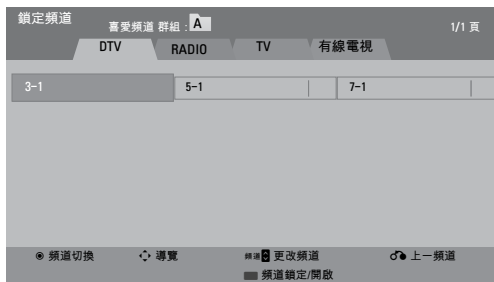 鎖定頻道
喜愛頻道 群組 : A 1/1 頁
DTV RADIO TV 有線電視
3-1 5-1 7-1
頻道切換 導覽 頻道 更改頻道 上一頻道
頻道鎖定/開啟